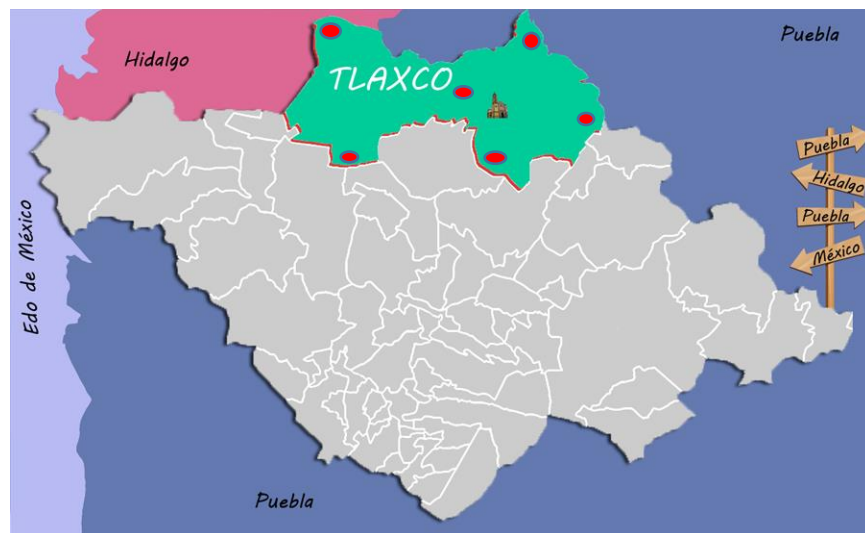 Hidalgo
Puebla
TLAXCO
Puebla
Hidalgo
Puebla
México
Edo de México
Puebla